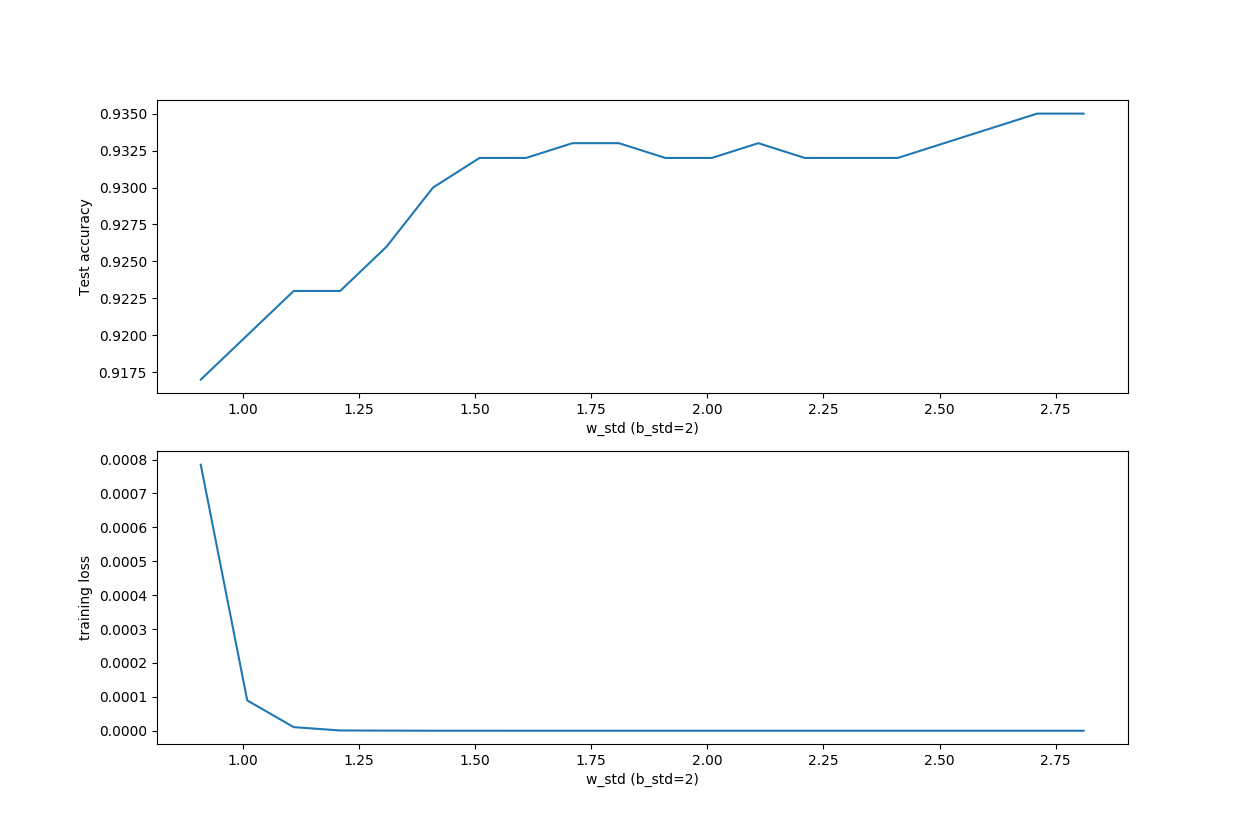 0.9350
0.9325
0.9300
0.9275
0.9250
0.9225
0.9200
0.9175
Test accuracy
1.00 1.25 1.50 1.75 2.00 2.25 2.50 2.75
w_std (b_std=2)
0.0008
0.0007
0.0006
0.0005
0.0004
0.0003
0.0002
0.0001
0.0000
training loss
1.00 1.25 1.50 1.75 2.00 2.25 2.50 2.75
w_std (b_std=2)